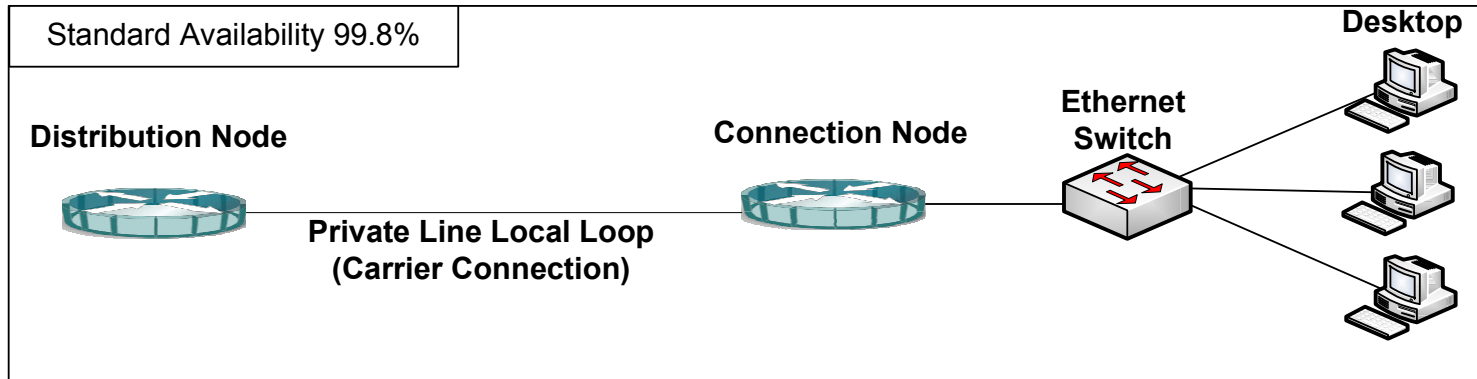 Standard Availability 99.8%
Desktop
Ethernet
Switch
Distribution Node
Connection Node
Private Line Local Loop
(Carrier Connection)